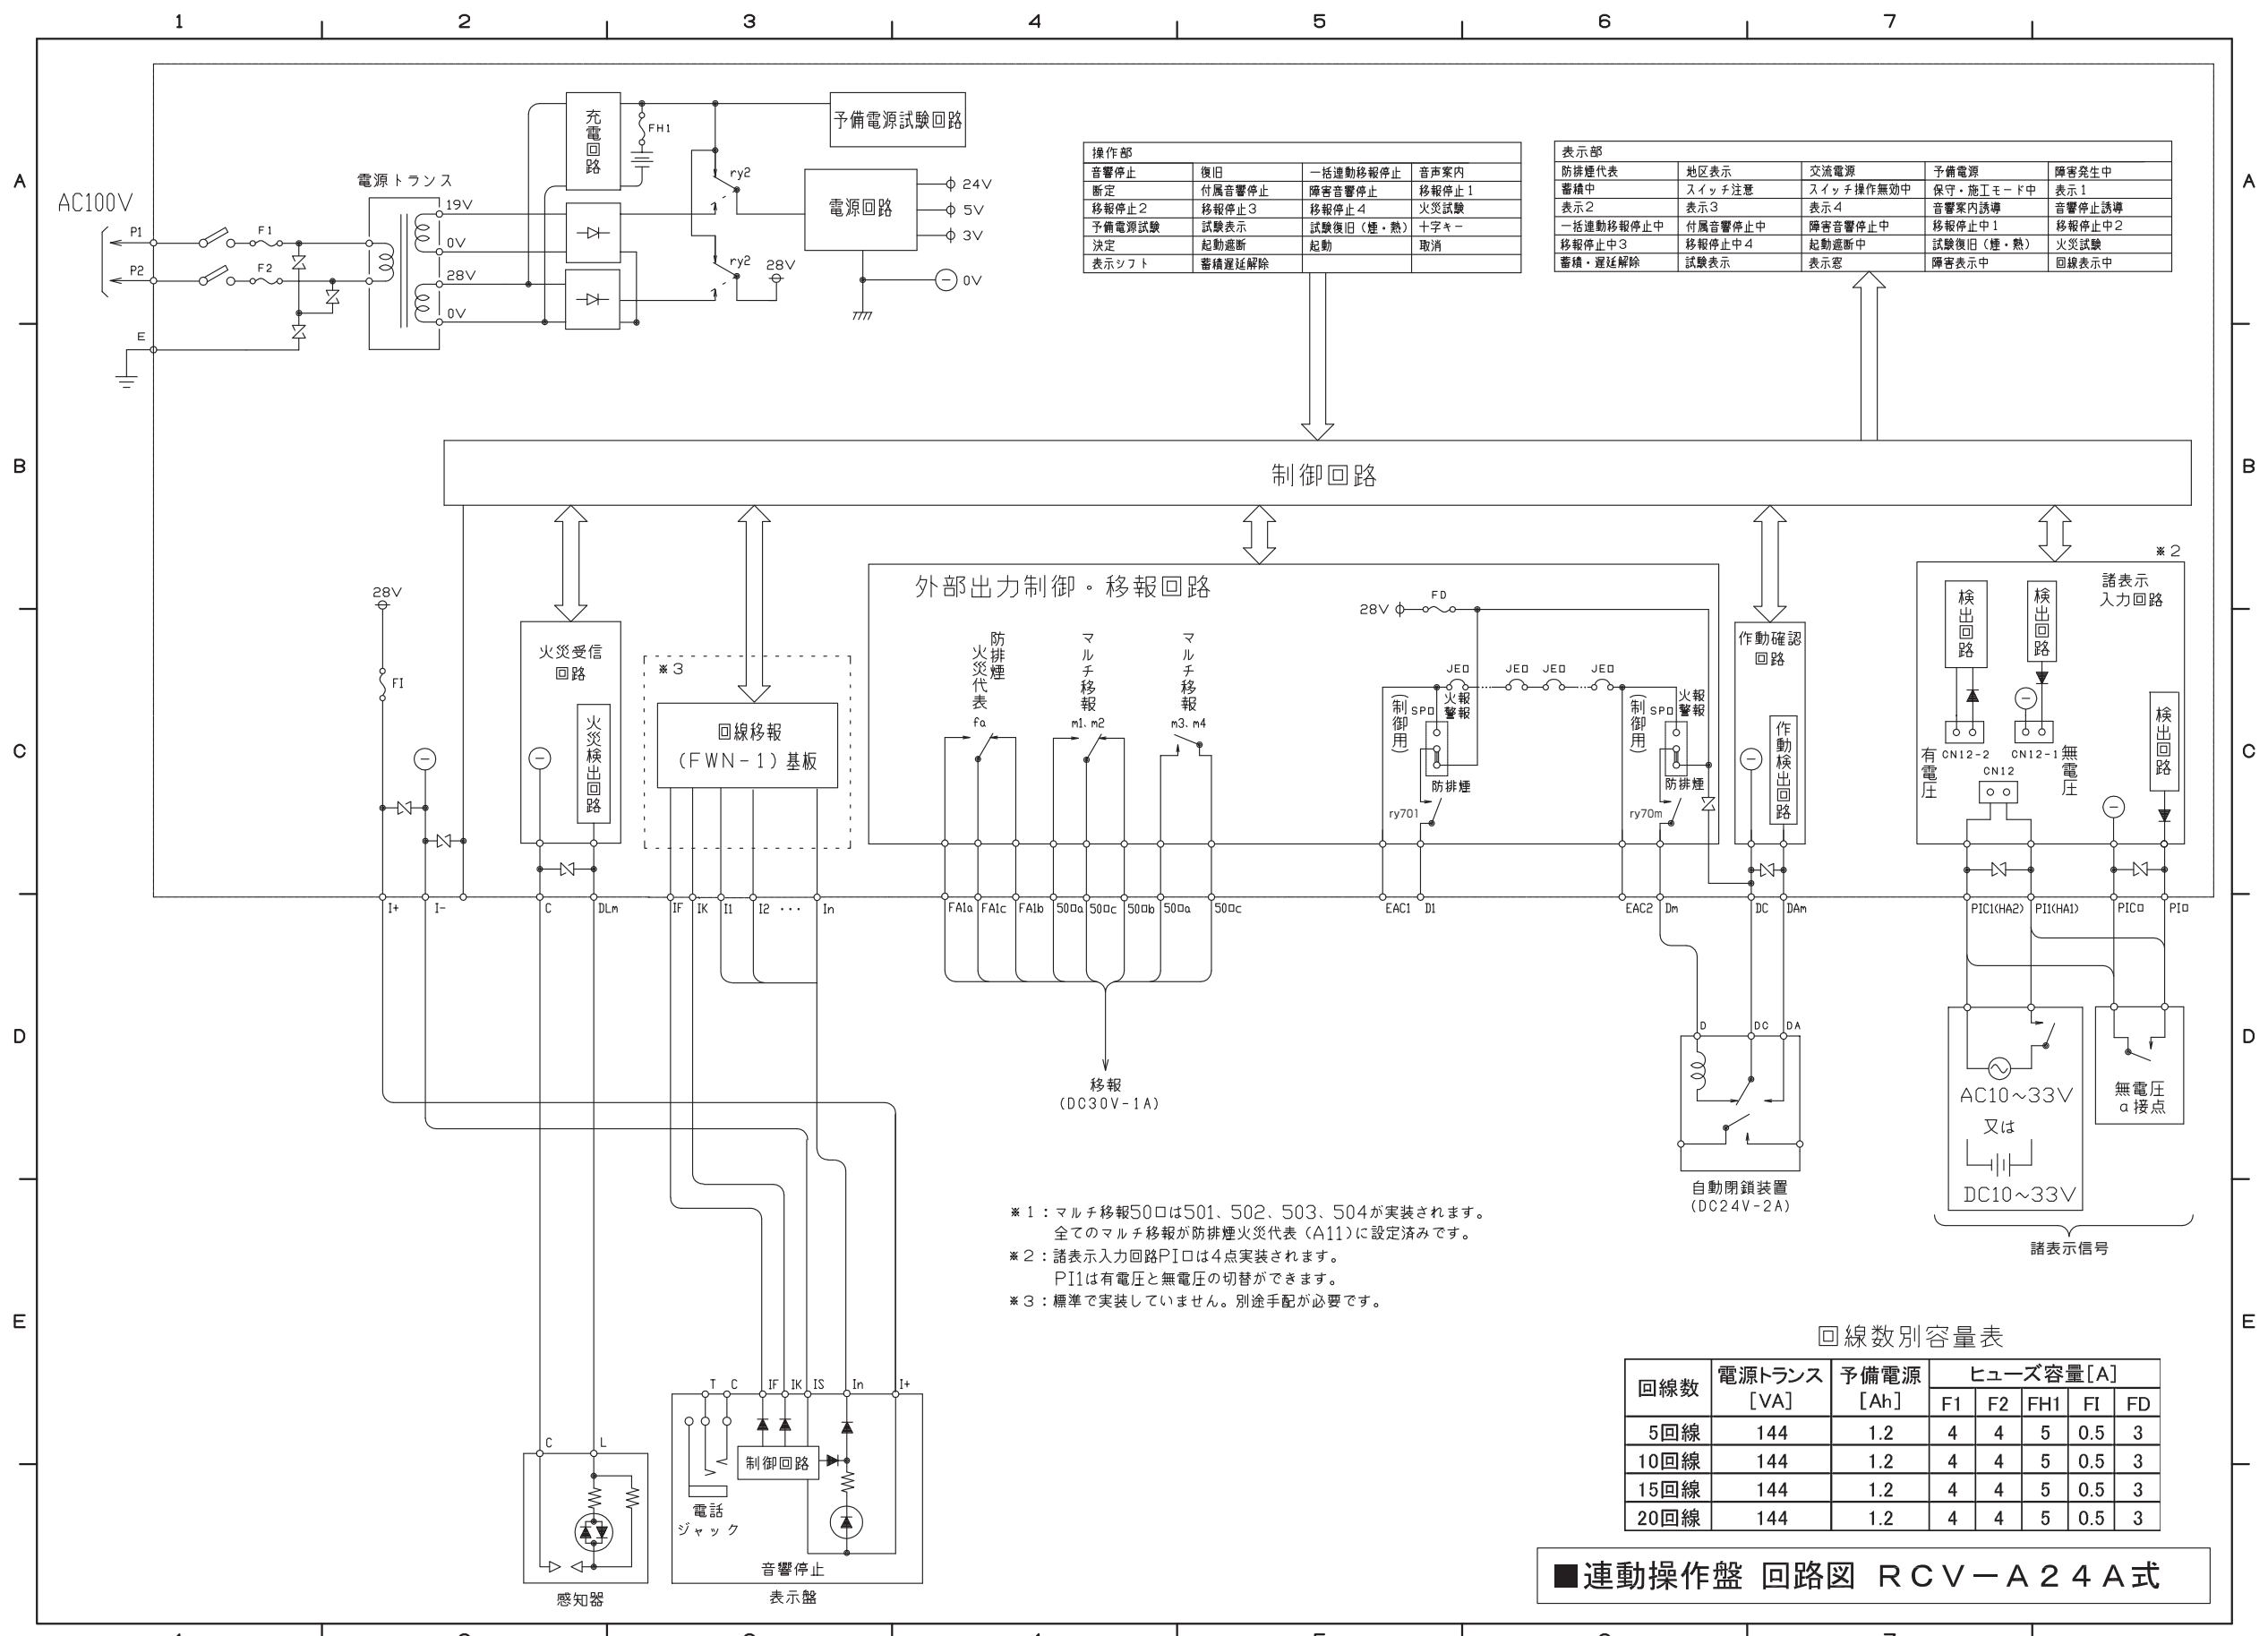 1 2 3 4 5 6 7
A
B
C
D
E
AC100V
P1
P2
E
F1
F2
電源トランス
19V
0V
28V
0V
充電回路
FH1
予備電源試験回路
ry2
ry2
28V
電源回路
24V
5V
3V
0V
操作部
音響停止 復旧 一括連動移報停止 音声案内
断定 付属音響停止 障害音響停止 移報停止1
移報停止2 移報停止3 移報停止4 火災試験
予備電源試験 試験表示 試験復旧(煙・熱) 十字キー
決定 起動遮断 起動 取消
表示シフト 蓄積遅延解除
表示部
防排煙代表 地区表示 交流電源 予備電源 障害発生中
蓄積中 スイッチ注意 スイッチ操作無効中 保守・施工モード中 表示1
表示2 表示3 表示4 音響案内誘導 音響停止誘導
一括連動移報停止中 付属音響停止中 障害音響停止中 移報停止中1 移報停止中2
移報停止中3 移報停止中4 起動遮断中 試験復旧(煙・熱) 火災試験
蓄積・遅延解除 試験表示 表示窓 障害表示中 回線表示中
制御回路
28V
FI
火災受信
回路
火災検出回路
※3
回線移報
(FWN-1)基板
外部出力制御・移報回路
防排煙
火災代表
fa
マルチ移報
m1、m2
マルチ移報
m3、m4
28V
FD
JE□ JE□ JE□ JE□
(制御用)
SP□
火報
警報
防排煙
ry701
(制御用)
SP□
火報
警報
防排煙
ry70m
作動確認
回路
作動検出回路
※2
諸表示
入力回路
検出回路
検出回路
検出回路
CN12-2
CN12-1
CN12
有電圧
無電圧
I+ I- C DLm IF IK I1 I2 ··· In FA1a FA1c FA1b 50□a 50□c 50□b 50□a 50□c EAC1 D1 EAC2 Dm DC DAm PIC1(HA2) PI1(HA1) PIC□ PI□
移報
(DC30V-1A)
D DC DA
自動閉鎖装置
(DC24V-2A)
AC10～33V
又は
DC10～33V
無電圧
a接点
諸表示信号
※1：マルチ移報50□は501、502、503、504が実装されます。
全てのマルチ移報が防排煙火災代表(A11)に設定済みです。
※2：諸表示入力回路PI□は4点実装されます。
PI1は有電圧と無電圧の切替ができます。
※3：標準で実装していません。別途手配が必要です。
C L
感知器
T C IF IK IS In I+
制御回路
電話
ジャック
音響停止
表示盤
回線数別容量表
回線数 電源トランス[VA] 予備電源[Ah] ヒューズ容量[A]
F1 F2 FH1 FI FD
5回線 144 1.2 4 4 5 0.5 3
10回線 144 1.2 4 4 5 0.5 3
15回線 144 1.2 4 4 5 0.5 3
20回線 144 1.2 4 4 5 0.5 3
■連動操作盤 回路図 RCV－A24A式
A
B
C
D
E